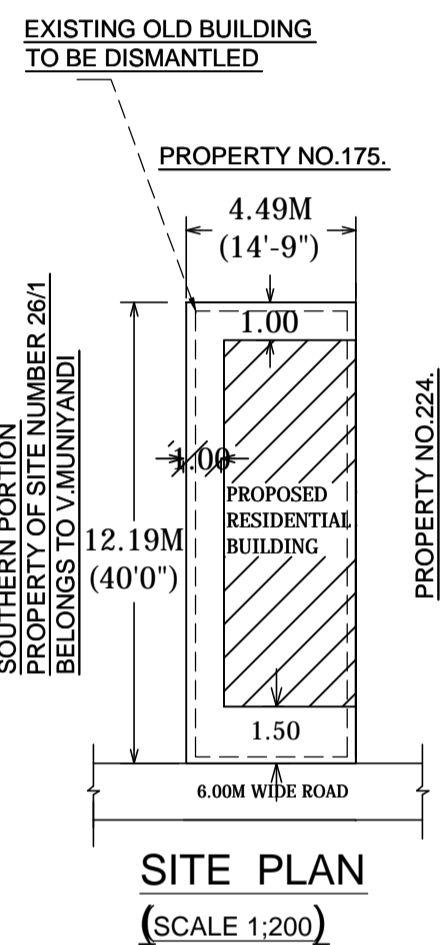 EXISTING OLD BUILDING
TO BE DISMANTLED
PROPERTY NO.175.
4.49M
(14'-9")
1.00
SOUTHERN PORTION
PROPERTY OF SITE NUMBER 26/1
BELONGS TO V.MUNIYANDI
1.00
12.19M
(40'0")
PROPOSED
RESIDENTIAL
BUILDING
PROPERTY NO.224.
1.50
6.00M WIDE ROAD
SITE PLAN
(SCALE 1;200)